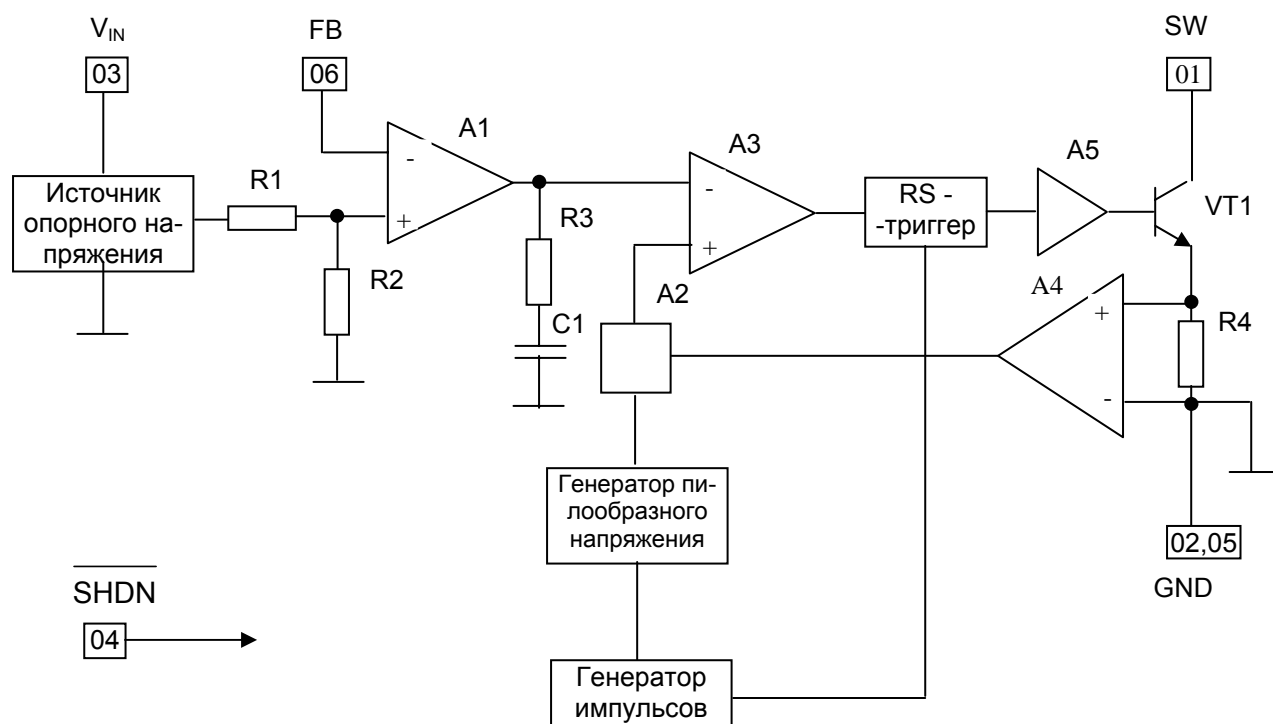 V_IN
03
FB
06
SW
01
A1
A3
A5
Источник
опорного на-
пряжения
R1
R2
-
+
R3
C1
-
+
RS -
-триггер
VT1
A2
A4
+
-
R4
Генератор пи-
лообразного
напряжения
02,05
GND
SHDN
04
Генератор
импульсов